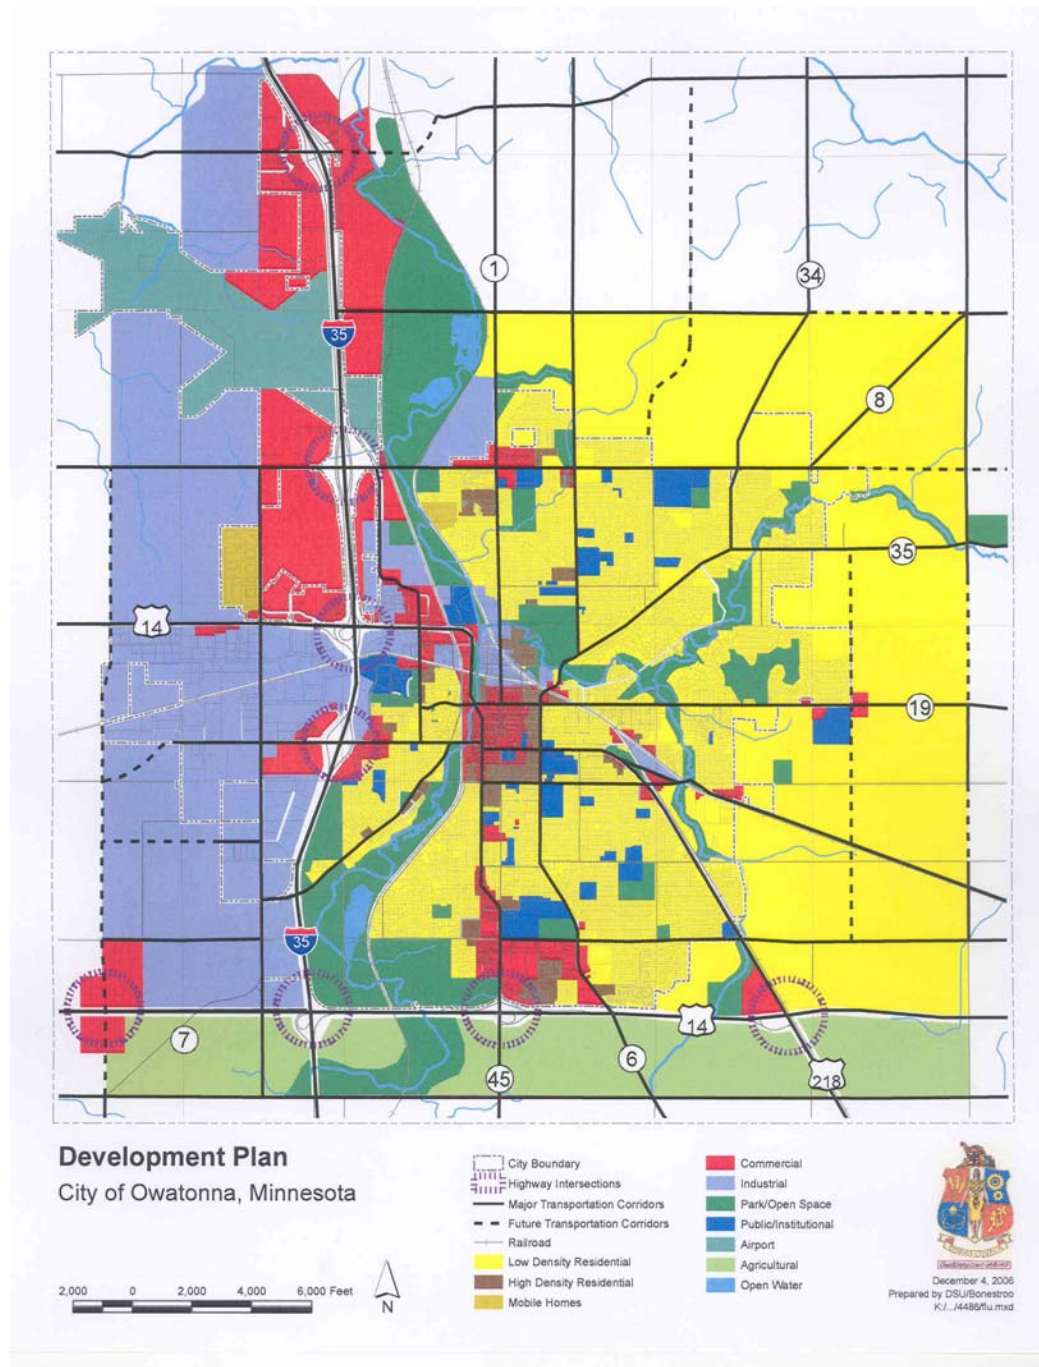 1
34
35
8
35
14
19
35
7
14
6
45
218
Development Plan
City of Owatonna, Minnesota
City Boundary
Highway Intersections
Major Transportation Corridors
Future Transportation Corridors
Railroad
Low Density Residential
High Density Residential
Mobile Homes
Commercial
Industrial
Park/Open Space
Public/Institutional
Airport
Agricultural
Open Water
2,000 0 2,000 4,000 6,000 Feet
N
December 4, 2006
Prepared by DSU/Bonestroo
K:/.../4486/flu.mxd